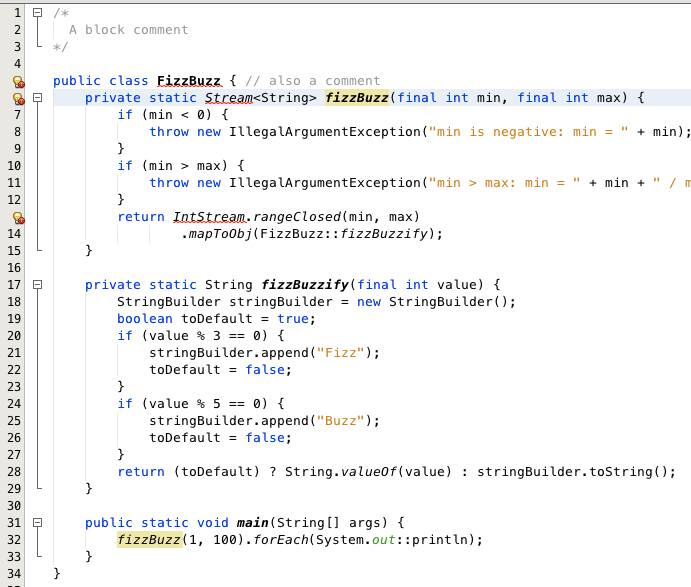 1 /*
2 A block comment
3 */
4
public class FizzBuzz { // also a comment
private static Stream<String> fizzBuzz(final int min, final int max) {
7 if (min < 0) {
8 throw new IllegalArgumentException("min is negative: min = " + min);
9 }
10 if (min > max) {
11 throw new IllegalArgumentException("min > max: min = " + min + " / m
12 }
return IntStream.rangeClosed(min, max)
14 .mapToObj(FizzBuzz::fizzBuzzify);
15 }
16
17 private static String fizzBuzzify(final int value) {
18 StringBuilder stringBuilder = new StringBuilder();
19 boolean toDefault = true;
20 if (value % 3 == 0) {
21 stringBuilder.append("Fizz");
22 toDefault = false;
23 }
24 if (value % 5 == 0) {
25 stringBuilder.append("Buzz");
26 toDefault = false;
27 }
28 return (toDefault) ? String.valueOf(value) : stringBuilder.toString();
29 }
30
31 public static void main(String[] args) {
32 fizzBuzz(1, 100).forEach(System.out::println);
33 }
34 }